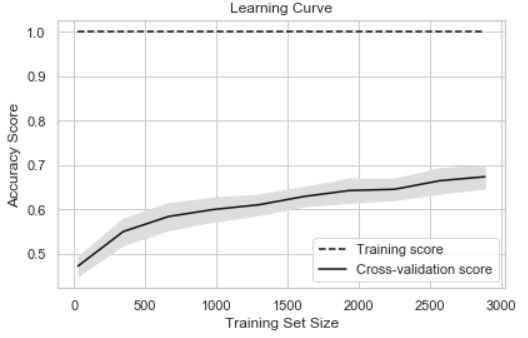 Learning Curve
1.0
0.9
0.8
0.7
0.6
0.5
Accuracy Score
Training score
Cross-validation score
0 500 1000 1500 2000 2500 3000
Training Set Size